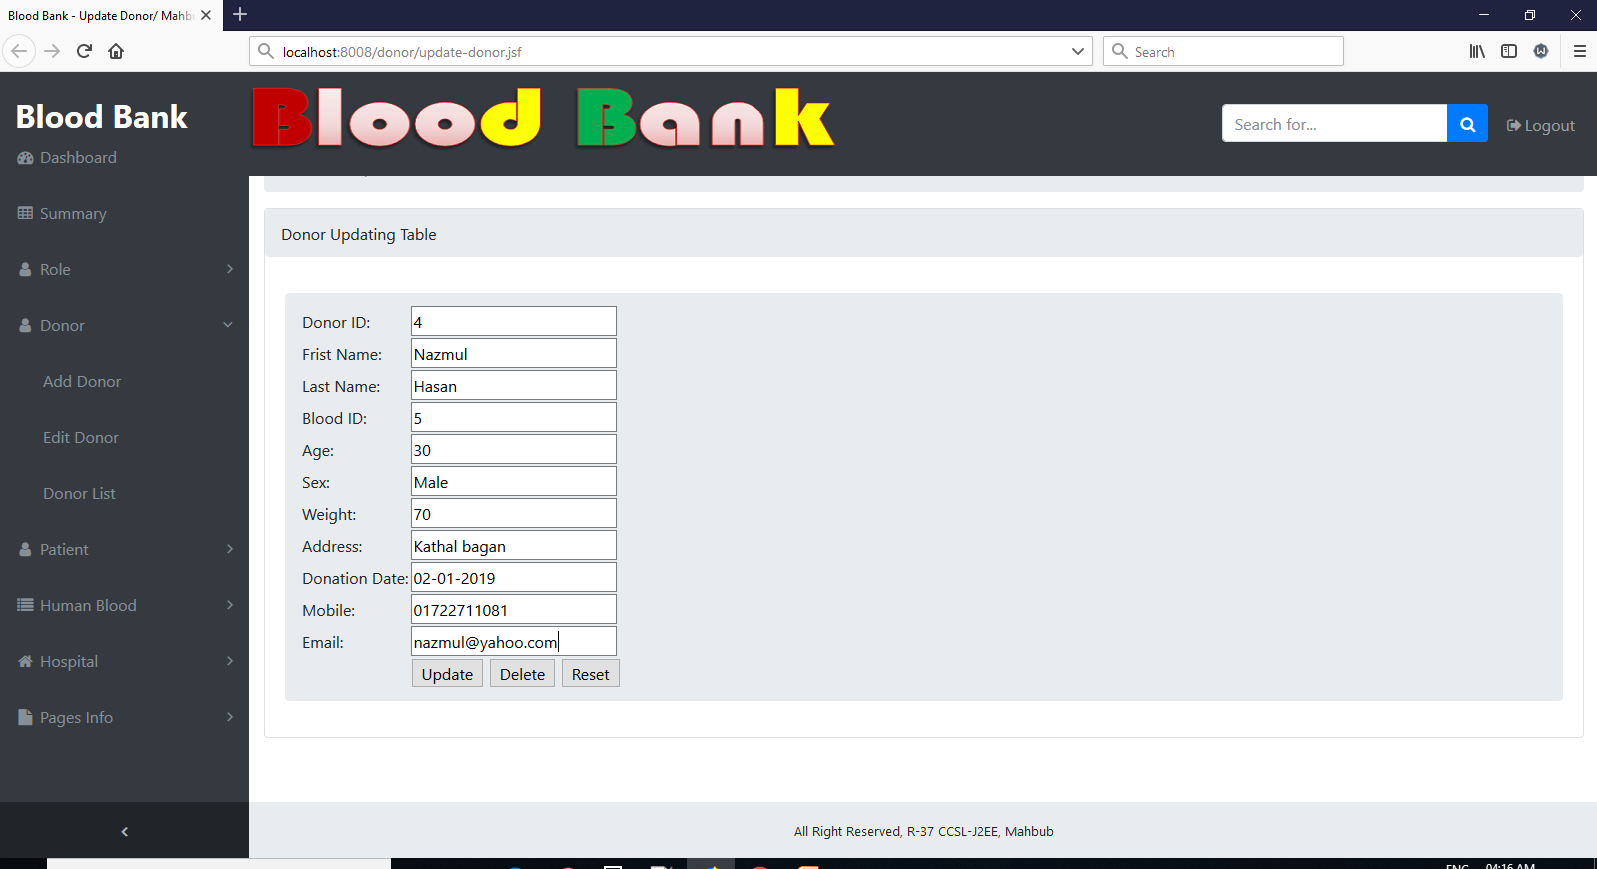 Blood Bank - Update Donor/ Mahb
localhost:8008/donor/update-donor.jsf
Search
Blood Bank
Blood Bank
Search for...
Logout
Dashboard
Summary
Role
Donor
Add Donor
Edit Donor
Donor List
Patient
Human Blood
Hospital
Pages Info
Donor Updating Table
Donor ID: 4
Frist Name: Nazmul
Last Name: Hasan
Blood ID: 5
Age: 30
Sex: Male
Weight: 70
Address: Kathal bagan
Donation Date: 02-01-2019
Mobile: 01722711081
Email: nazmul@yahoo.com
Update Delete Reset
All Right Reserved, R-37 CCSL-J2EE, Mahbub
ENG 04:16 AM